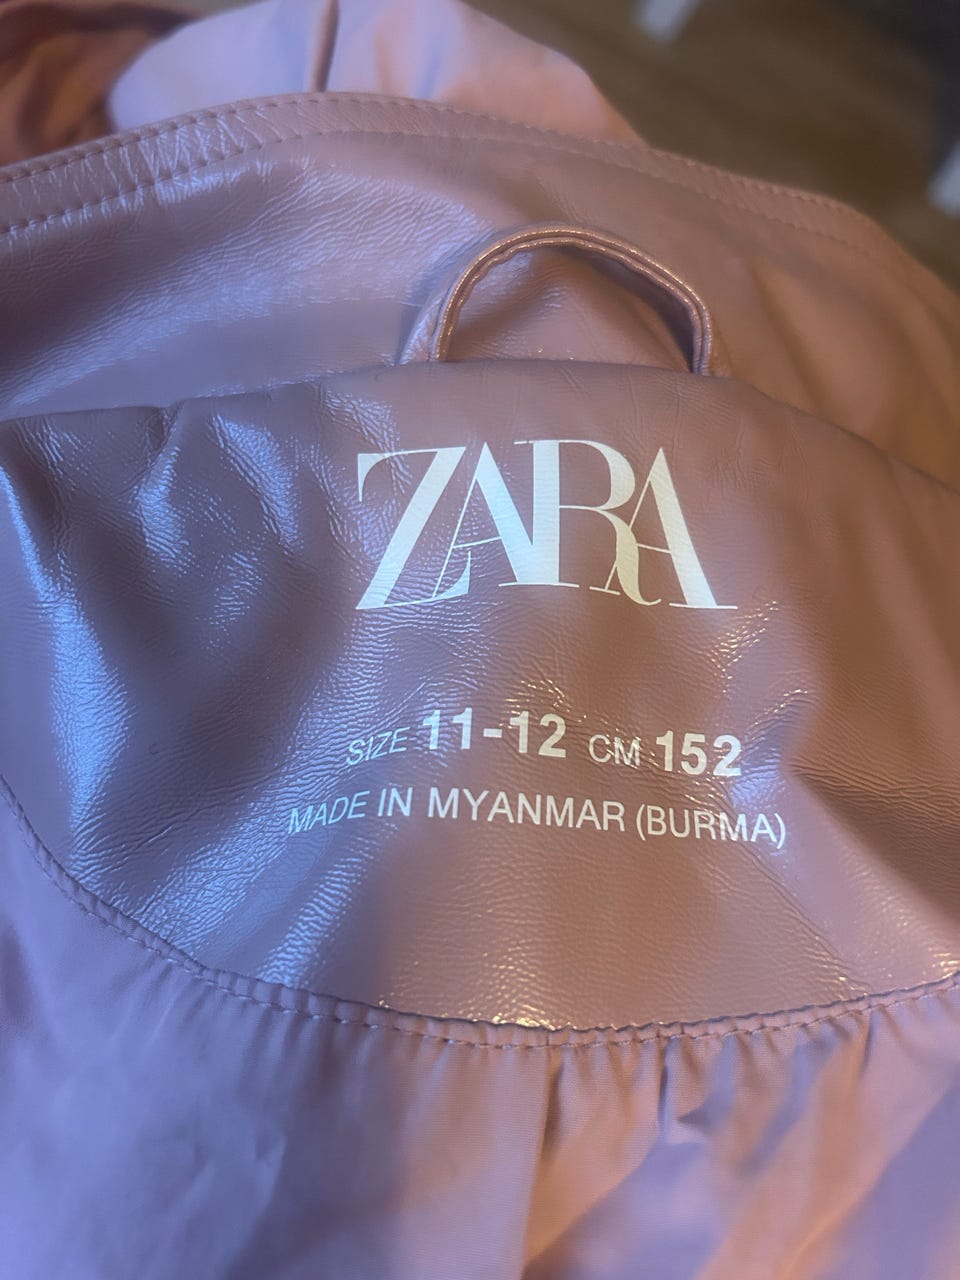 ZARA
SIZE 11-12 CM 152
MADE IN MYANMAR (BURMA)